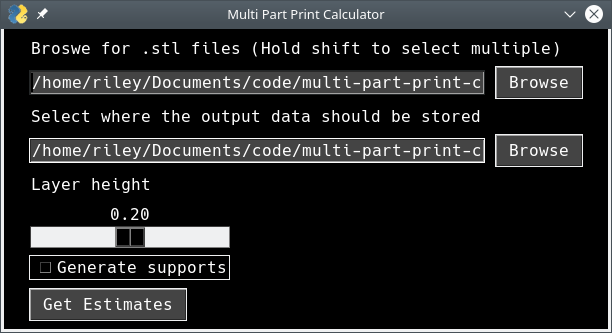 Multi Part Print Calculator
Broswe for .stl files (Hold shift to select multiple)
/home/riley/Documents/code/multi-part-print-c Browse
Select where the output data should be stored
/home/riley/Documents/code/multi-part-print-c Browse
Layer height
0.20
Generate supports
Get Estimates